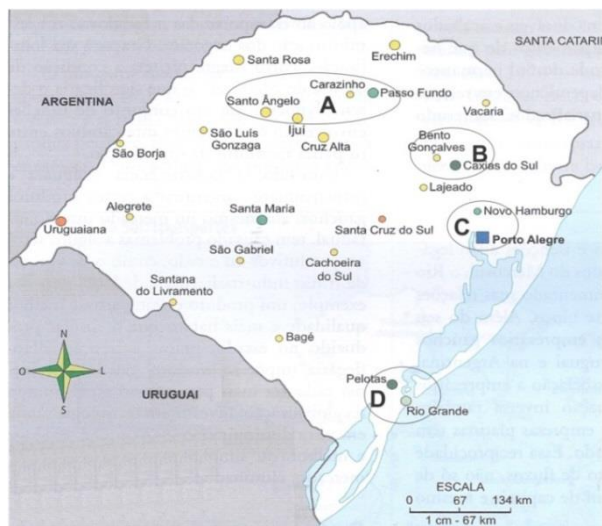 SANTA CATARI
Erechim
Santa Rosa
ARGENTINA
Carazinho
A
Passo Fundo
Santo Ângelo
Vacaria
Ijuí
São Luís
Gonzaga
Cruz Alta
Bento
Gonçalves
B
São Borja
Caxias do Sul
Lajeado
Alegrete
Santa Maria
Novo Hamburgo
C
Uruguaiana
Santa Cruz do Sul
Porto Alegre
São Gabriel
Cachoeira
do Sul
Santana
do Livramento
Bagé
N
O
L
S
Pelotas
D
URUGUAI
Rio Grande
ESCALA
0 67 134 km
1 cm - 67 km